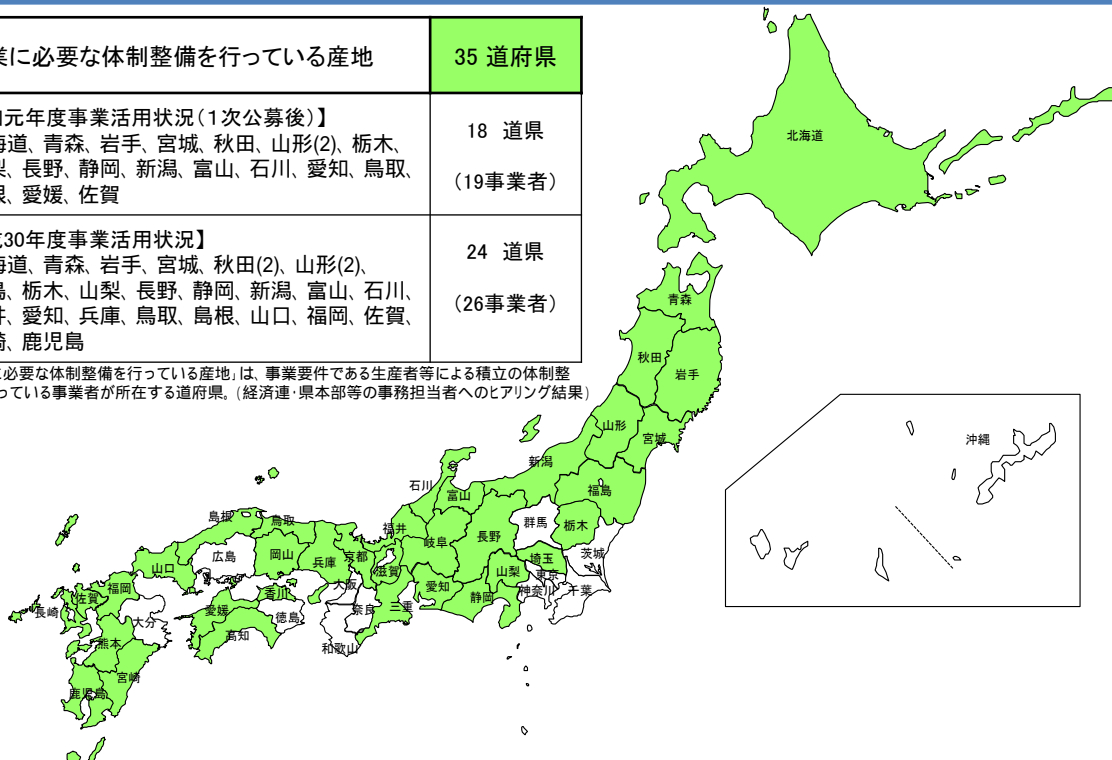 業に必要な体制整備を行っている産地
35 道府県
元年度事業活用状況(1次公募後)】
海道、青森、岩手、宮城、秋田、山形(2)、栃木、
梨、長野、静岡、新潟、富山、石川、愛知、鳥取、
根、愛媛、佐賀
18 道県
(19事業者)
30年度事業活用状況】
海道、青森、岩手、宮城、秋田(2)、山形(2)、
島、栃木、山梨、長野、静岡、新潟、富山、石川、
井、愛知、兵庫、鳥取、島根、山口、福岡、佐賀、
崎、鹿児島
24 道県
(26事業者)
に必要な体制整備を行っている産地」は、事業要件である生産者等による積立の体制整
っている事業者が所在する道府県。(経済連・県本部等の事務担当者へのヒアリング結果)
北海道
青森
秋田
岩手
山形
宮城
新潟
福島
石川
富山
群馬
栃木
福井
岐阜
長野
茨城
埼玉
東京
山梨
神奈川
千葉
静岡
愛知
滋賀
京都
三重
奈良
大阪
和歌山
兵庫
鳥取
島根
岡山
広島
山口
香川
徳島
愛媛
高知
福岡
佐賀
長崎
大分
熊本
宮崎
鹿児島
沖縄